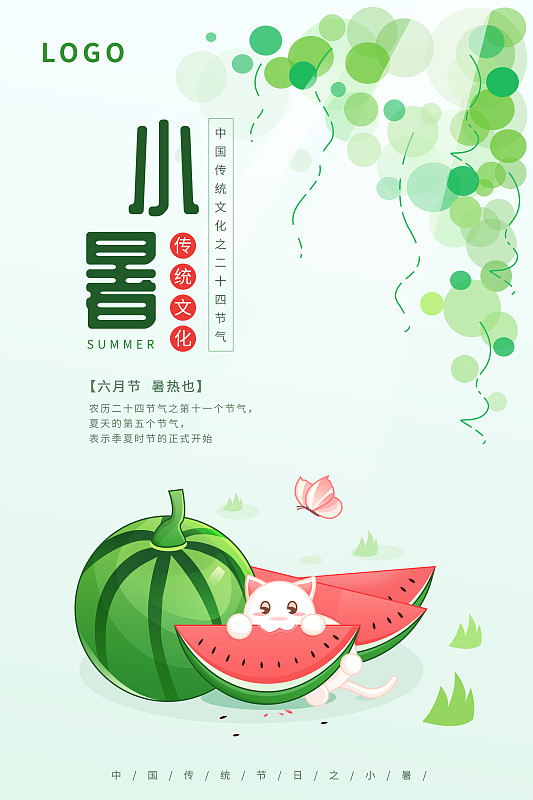 LOGO
小暑
SUMMER
传统文化
中国传统文化之二十四节气
【六月节 暑热也】
农历二十四节气之第十一个节气，
夏天的第五个节气，
表示季夏时节的正式开始
中/国/传/统/节/日/之/小/暑/